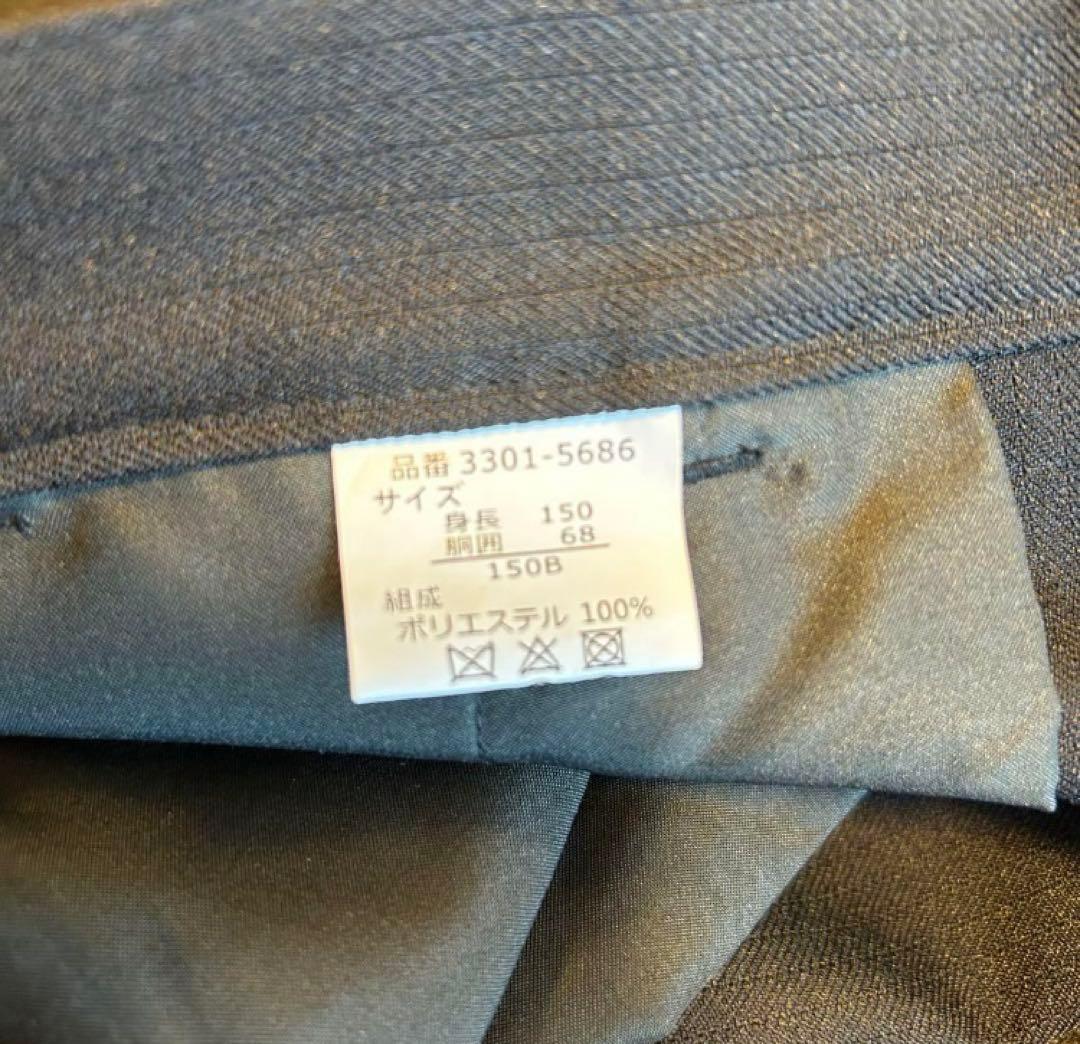 品番 3301-5686
サイズ
身長 150
胴囲 68
150B
組成
ポリエステル 100%